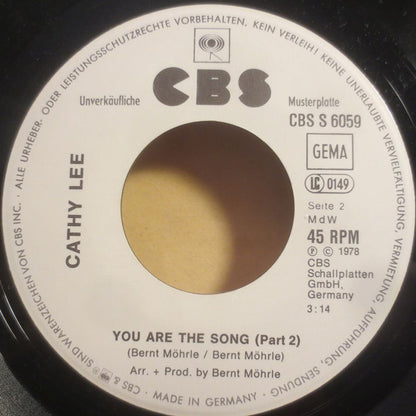 ALLE URHEBER- ODER LEISTUNGSSCHUTZRECHTE VORBEHALTEN. KEIN VERLEIH! KEINE UNERLAUBTE VERVIELFÄLTIGUNG, VERMIETUNG, AUFFÜHRUNG, SENDUNG
CBS
Unverkäufliche
Musterplatte
CBS S 6059
GEMA
LC 0149
Seite 2
MdW
45 RPM
Ⓟ © 1978
CBS
Schallplatten
GmbH,
Germany
3:14
CATHY LEE
YOU ARE THE SONG (Part 2)
(Bernt Möhrle / Bernt Möhrle)
Arr. + Prod. by Bernt Möhrle
• MADE IN GERMANY •
CBS & SIND WARENZEICHEN VON CBS INC. •